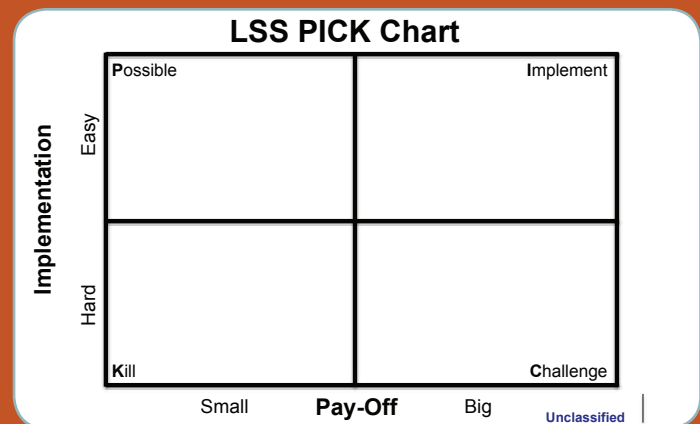 LSS PICK Chart
Possible
Implement
Easy
Implementation
Hard
Kill
Challenge
Small
Pay-Off
Big
Unclassified